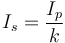 I_s = \frac{I_p}{k}